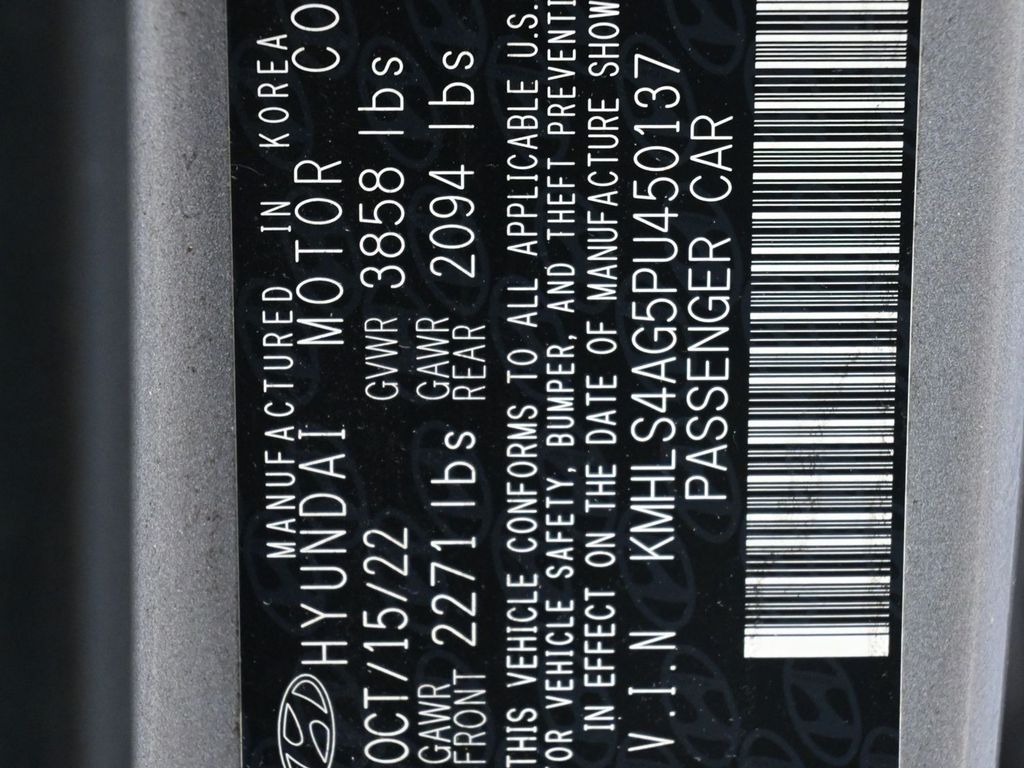 MANUFACTURED IN KOREA
HYUNDAI MOTOR CO
OCT/15/22 GVWR 3858 lbs
GAWR FRONT 2271 lbs GAWR REAR 2094 lbs
THIS VEHICLE CONFORMS TO ALL APPLICABLE U.S.
OR VEHICLE SAFETY, BUMPER, AND THEFT PREVENTI
IN EFFECT ON THE DATE OF MANUFACTURE SHOW
V.I.N KMHLS4AG5PU450137
PASSENGER CAR